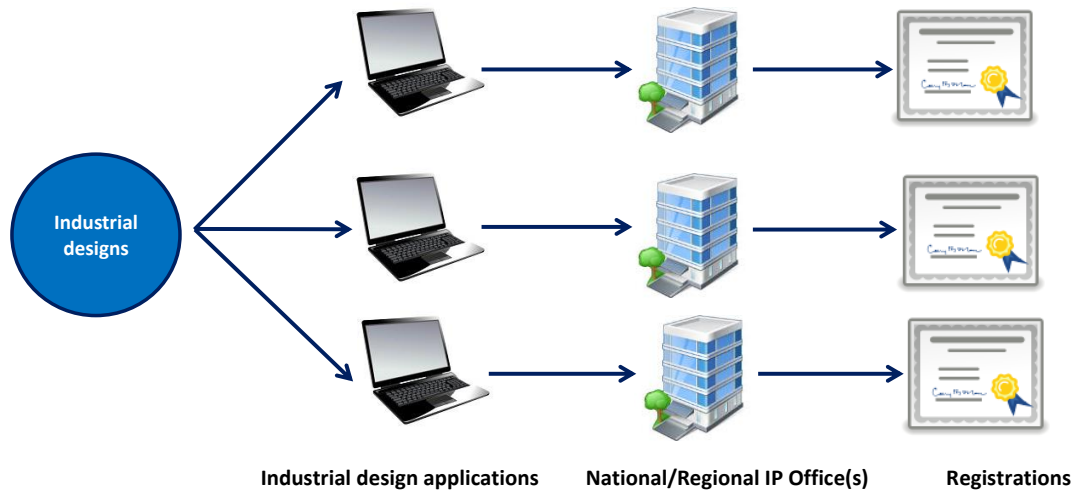 Industrial
designs
Industrial design applications
National/Regional IP Office(s)
Registrations